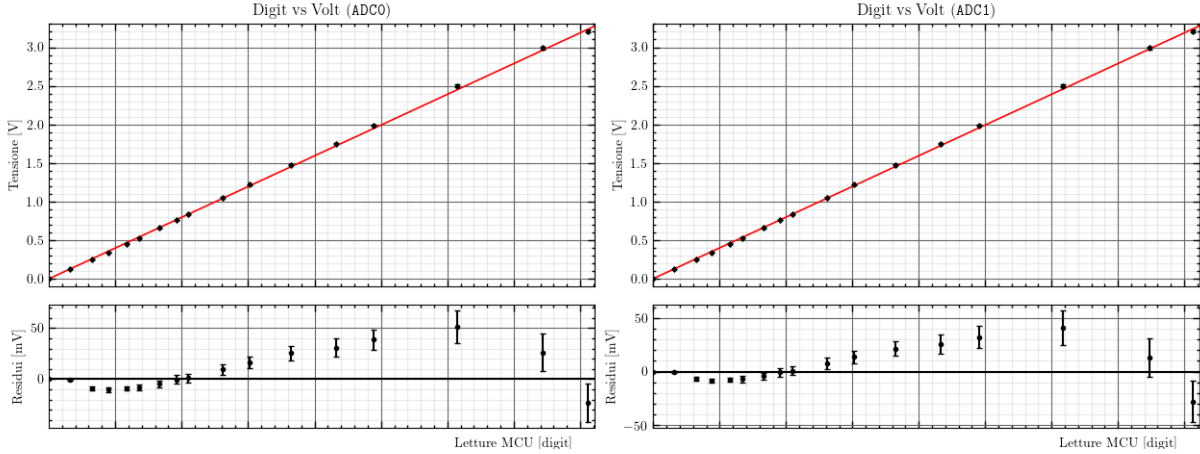 Digit vs Volt (ADC0)
Tensione [V]
3.0
2.5
2.0
1.5
1.0
0.5
0.0
Residui [mV]
50
0
Letture MCU [digit]
Digit vs Volt (ADC1)
Tensione [V]
3.0
2.5
2.0
1.5
1.0
0.5
0.0
Residui [mV]
50
0
−50
Letture MCU [digit]